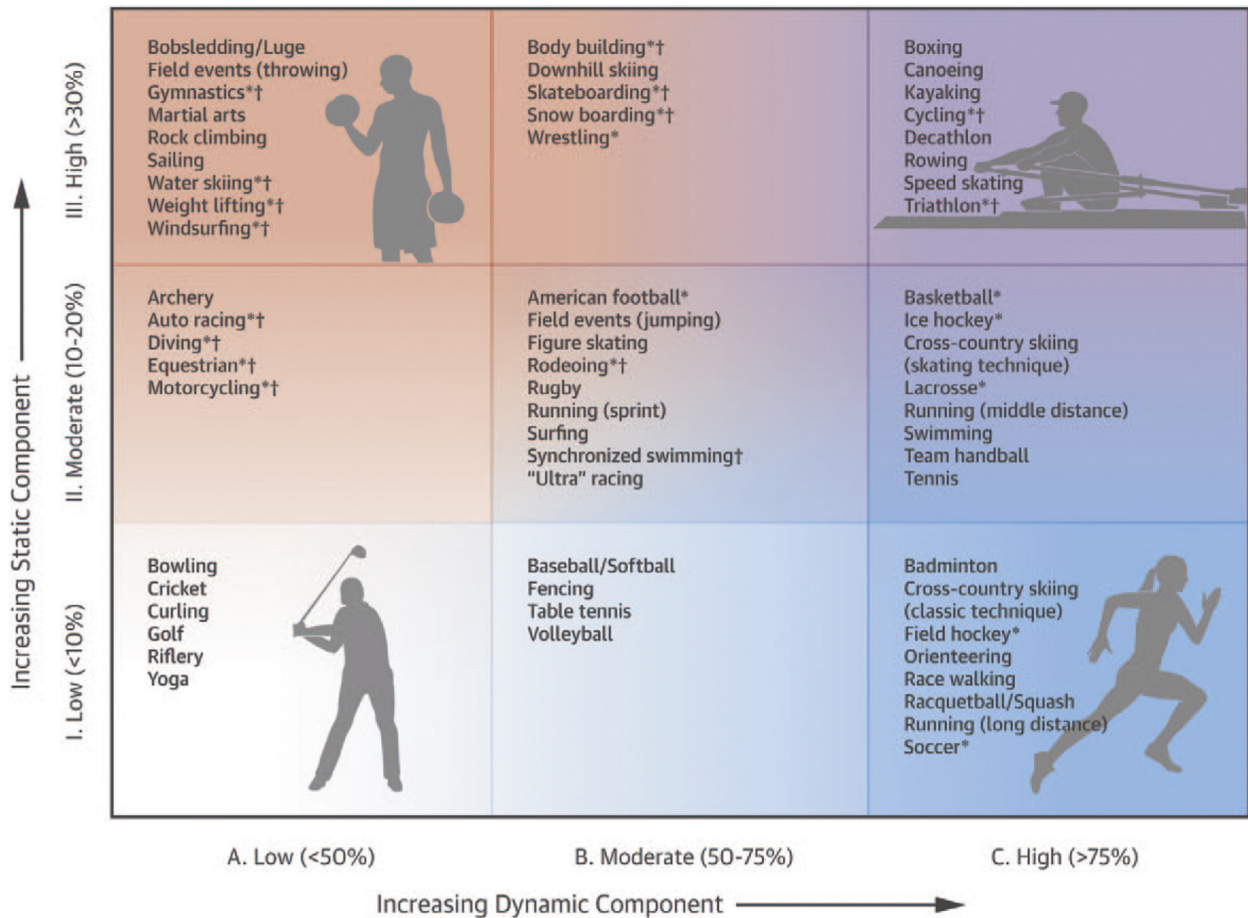 Increasing Static Component
III. High (>30%)
Bobsledding/Luge
Field events (throwing)
Gymnastics*†
Martial arts
Rock climbing
Sailing
Water skiing*†
Weight lifting*†
Windsurfing*†
Body building*†
Downhill skiing
Skateboarding*†
Snow boarding*†
Wrestling*
Boxing
Canoeing
Kayaking
Cycling*†
Decathlon
Rowing
Speed skating
Triathlon*†
II. Moderate (10-20%)
Archery
Auto racing*†
Diving*†
Equestrian*†
Motorcycling*†
American football*
Field events (jumping)
Figure skating
Rodeoing*†
Rugby
Running (sprint)
Surfing
Synchronized swimming†
“Ultra” racing
Basketball*
Ice hockey*
Cross-country skiing
(skating technique)
Lacrosse*
Running (middle distance)
Swimming
Team handball
Tennis
I. Low (<10%)
Bowling
Cricket
Curling
Golf
Riflery
Yoga
Baseball/Softball
Fencing
Table tennis
Volleyball
Badminton
Cross-country skiing
(classic technique)
Field hockey*
Orienteering
Race walking
Racquetball/Squash
Running (long distance)
Soccer*
A. Low (<50%)
B. Moderate (50-75%)
C. High (>75%)
Increasing Dynamic Component